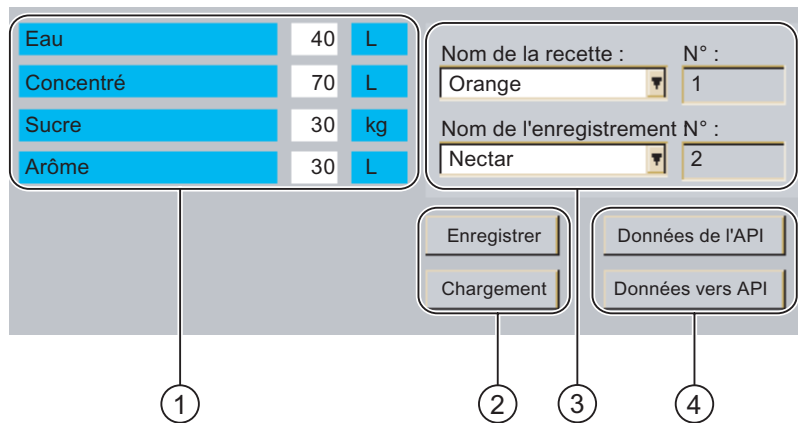 Eau 40 L
Concentré 70 L
Sucre 30 kg
Arôme 30 L
Nom de la recette : N° :
Orange 1
Nom de l'enregistrement N° :
Nectar 2
Enregistrer Données de l'API
Chargement Données vers API
1 2 3 4